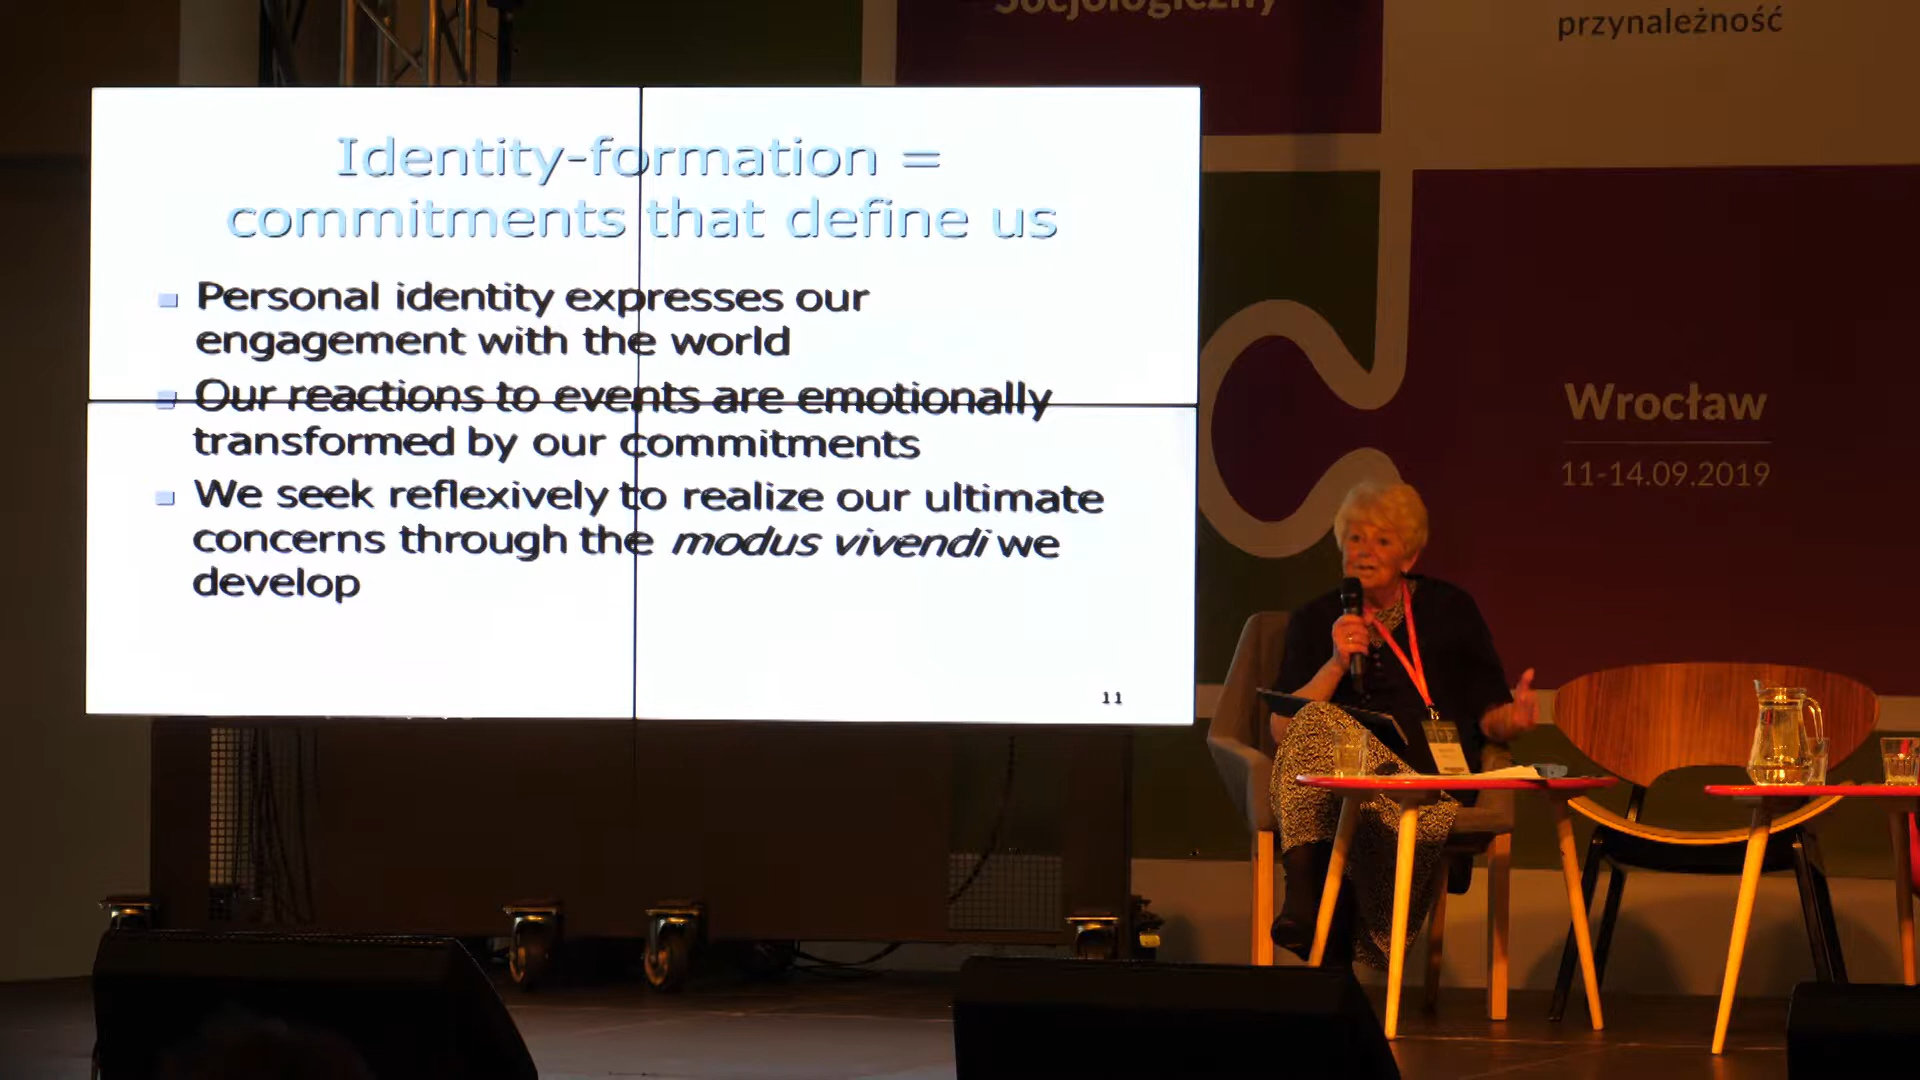 Socjologiczny
przynależność
Identity-formation =
commitments that define us
Personal identity expresses our
engagement with the world
Our reactions to events are emotionally
transformed by our commitments
We seek reflexively to realize our ultimate
concerns through the modus vivendi we
develop
11
Wrocław
11-14.09.2019